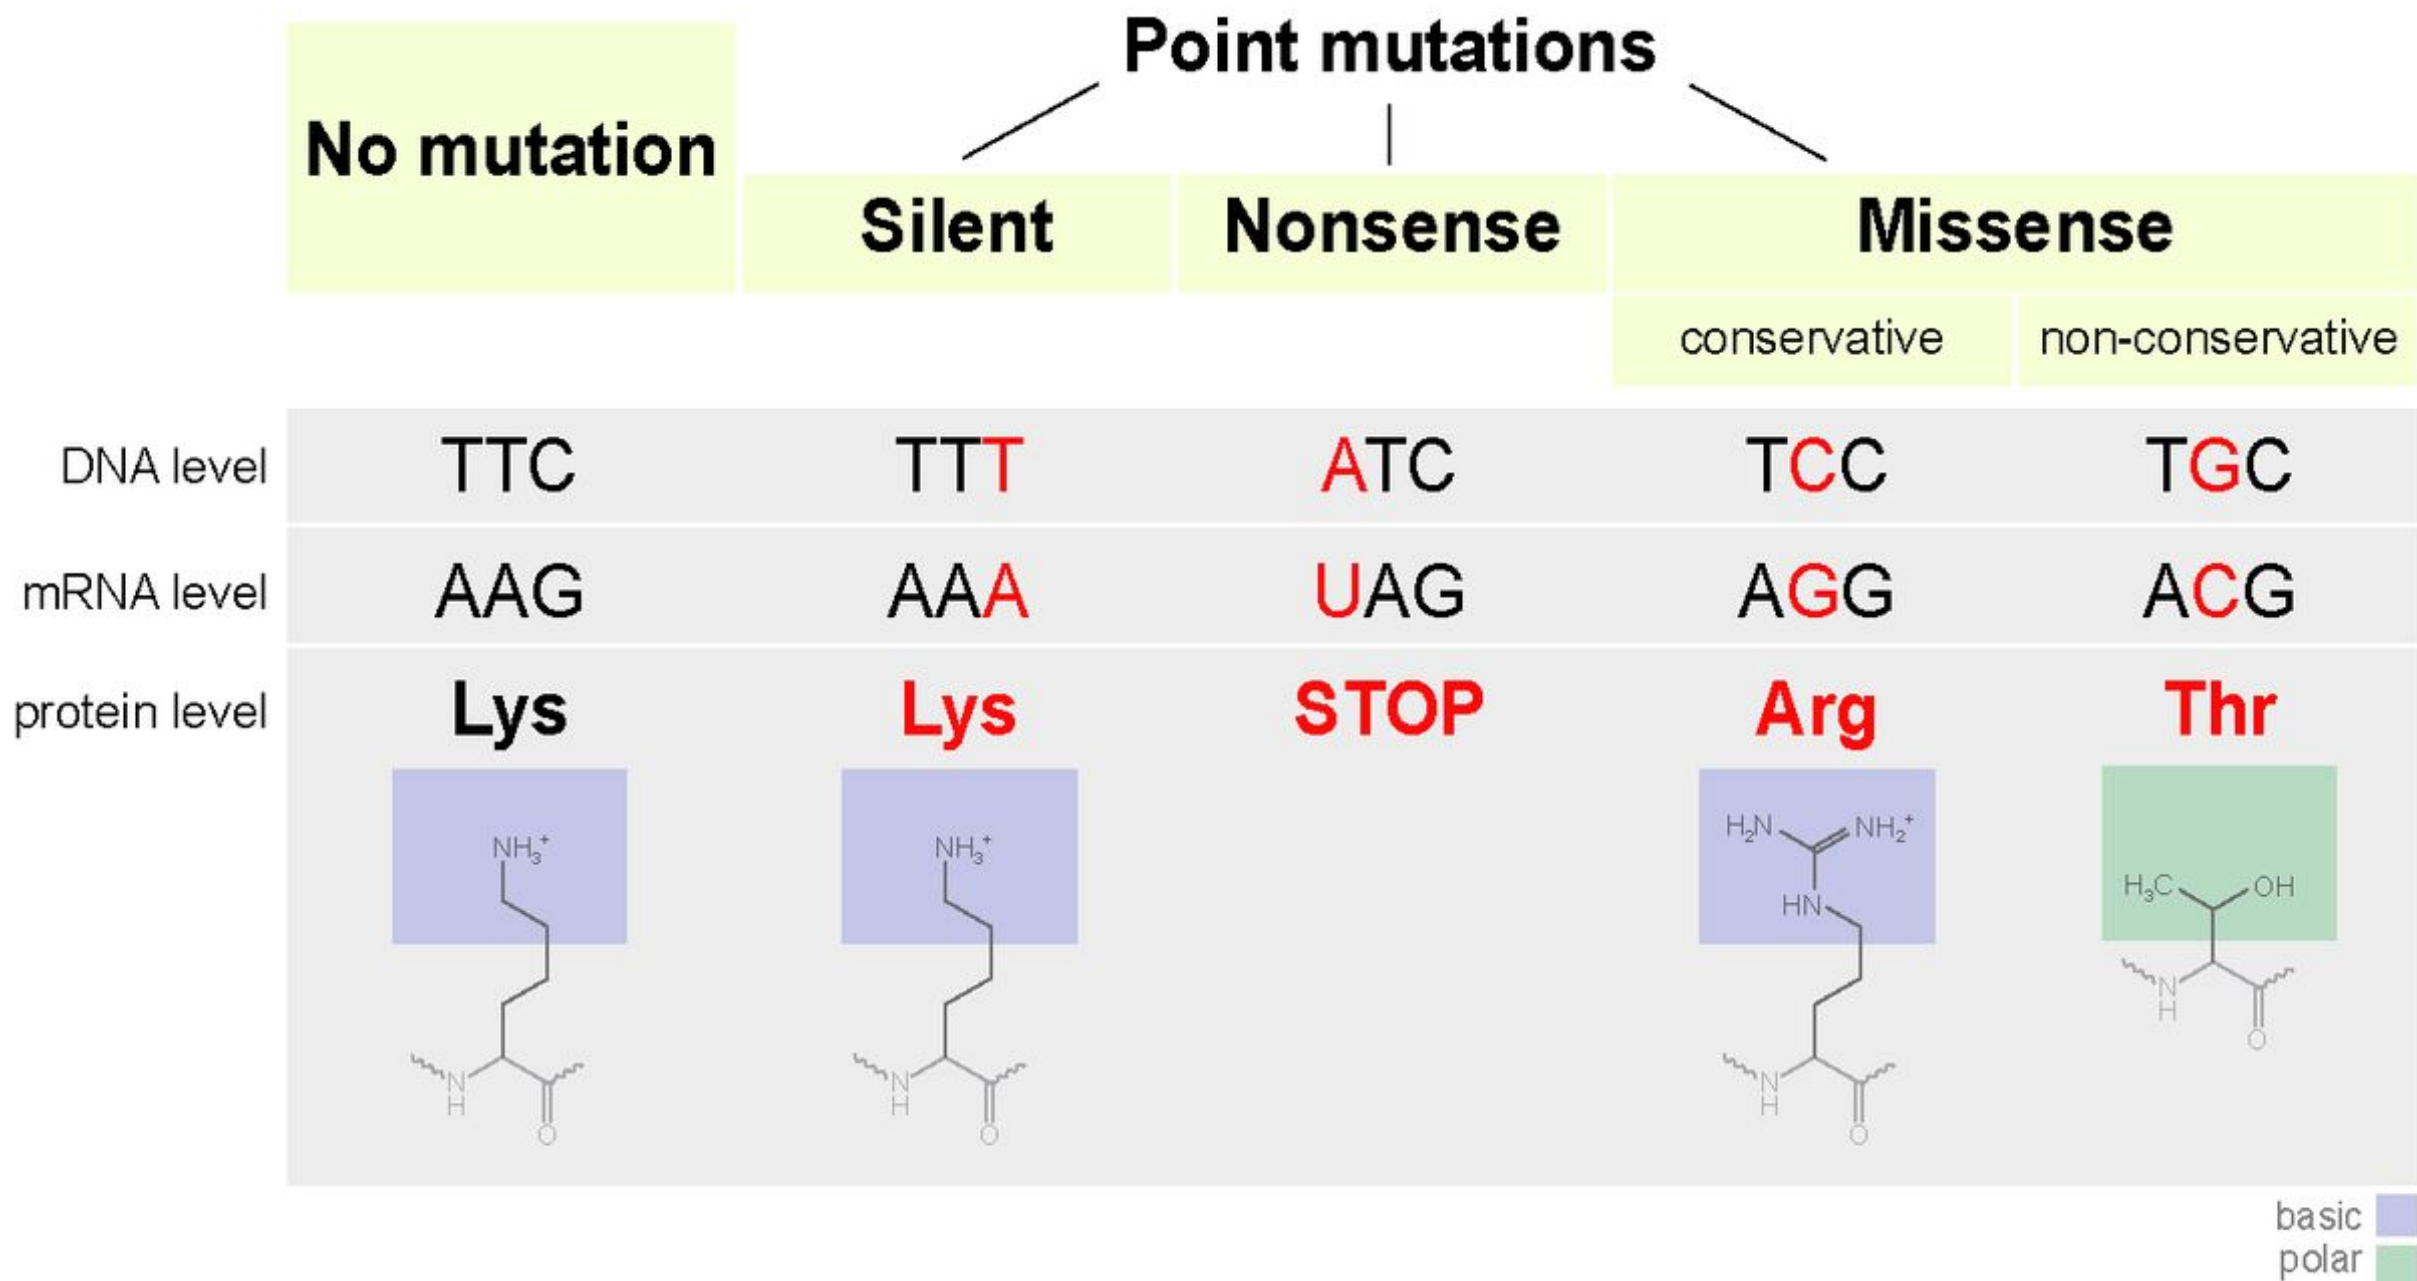 Point mutations
No mutation
Silent Nonsense Missense
conservative non-conservative
DNA level TTC TTT ATC TCC TGC
mRNA level AAG AAA UAG AGG ACG
protein level Lys Lys STOP Arg Thr
NH₃⁺ NH₃⁺ H₂N NH₂⁺
HN H₃C OH
N
H
O
N
H
O
N
H
O
N
H
O
basic
polar